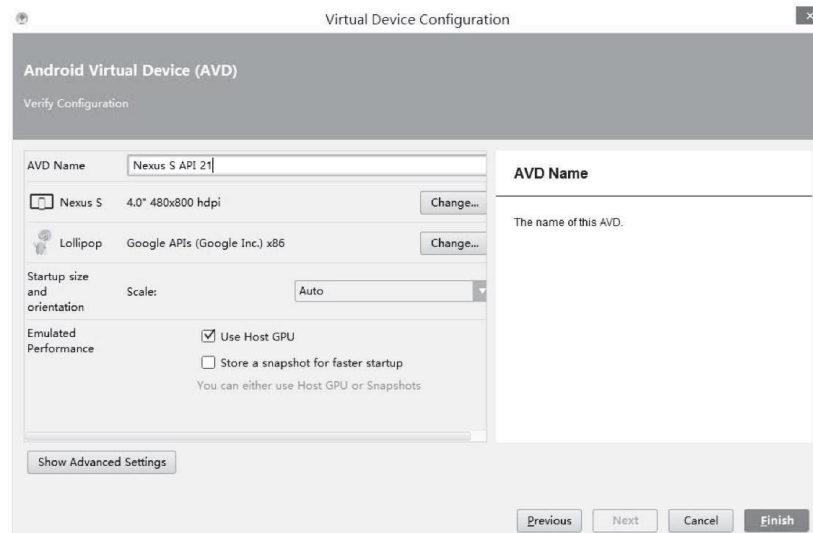 Virtual Device Configuration
Android Virtual Device (AVD)
Verify Configuration
AVD Name
Nexus S API 21
Nexus S
4.0" 480x800 hdpi
Change...
Lollipop
Google APIs (Google Inc.) x86
Change...
Startup size
and
orientation
Scale:
Auto
Emulated
Performance
Use Host GPU
Store a snapshot for faster startup
You can either use Host GPU or Snapshots
Show Advanced Settings
AVD Name
The name of this AVD.
Previous
Next
Cancel
Finish